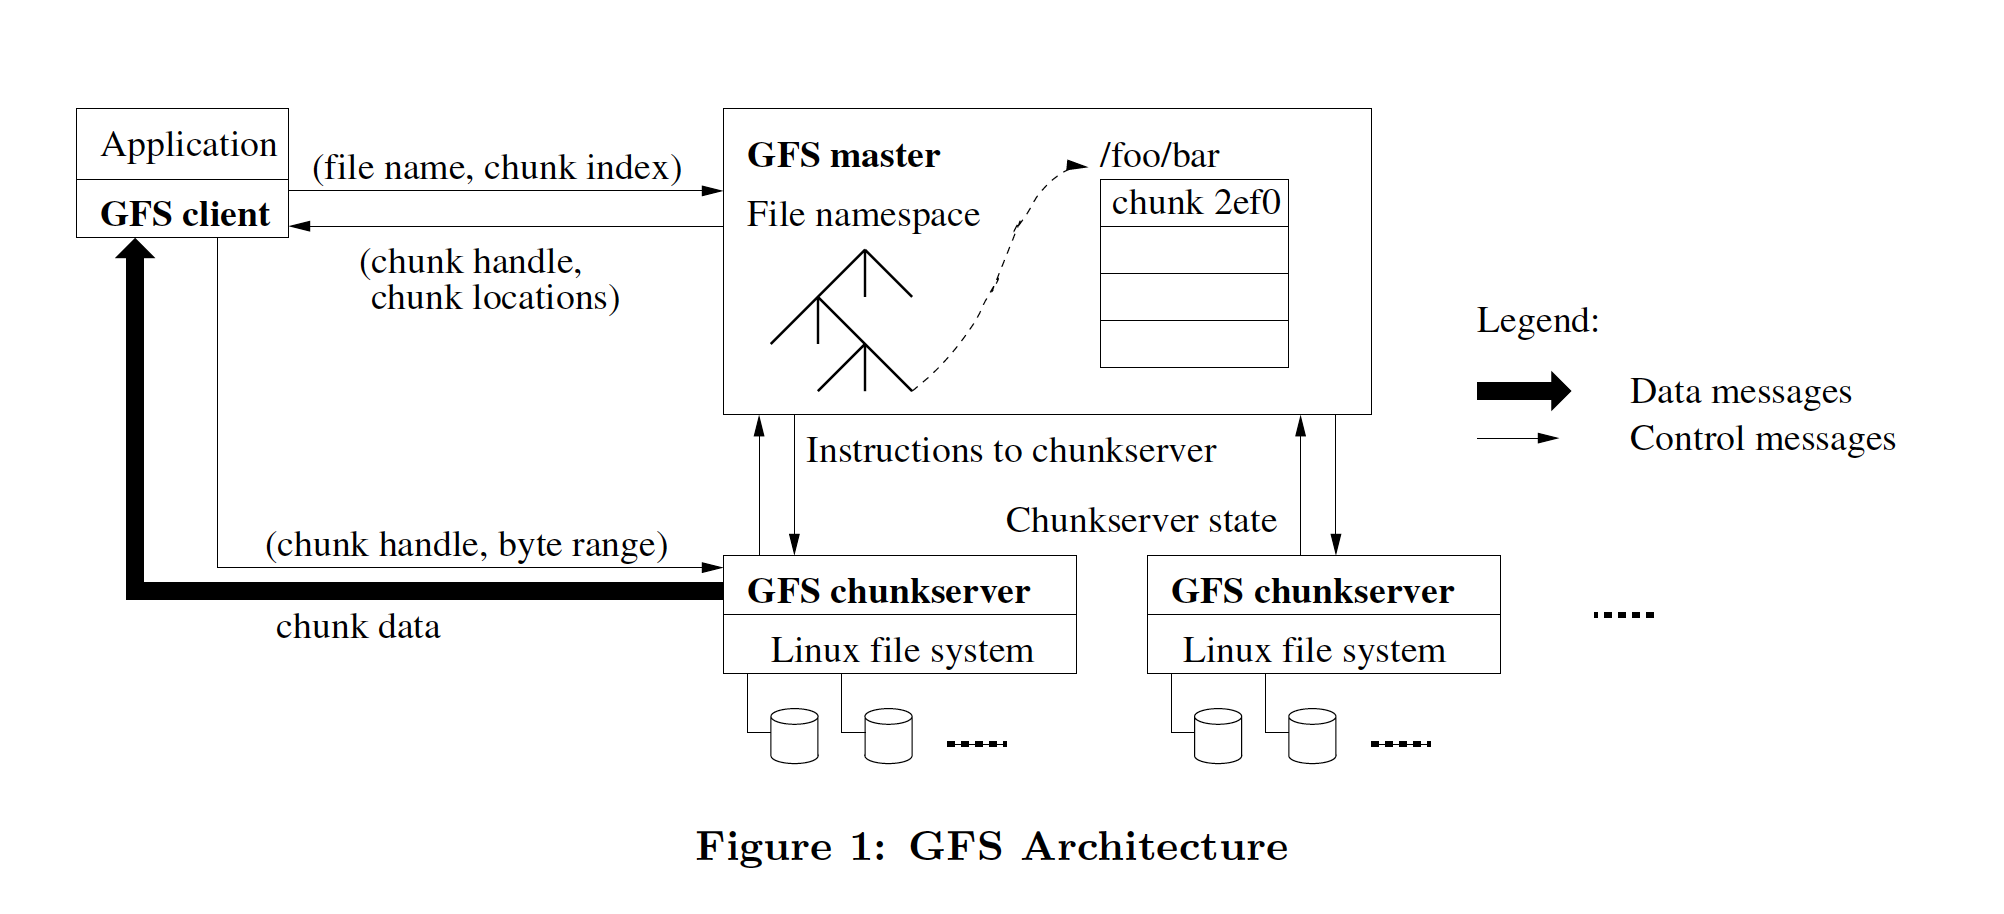 Application
GFS client
(file name, chunk index)
(chunk handle,
chunk locations)
GFS master
File namespace
/foo/bar
chunk 2ef0
Legend:
Data messages
Control messages
Instructions to chunkserver
Chunkserver state
(chunk handle, byte range)
chunk data
GFS chunkserver
Linux file system
GFS chunkserver
Linux file system
Figure 1: GFS Architecture